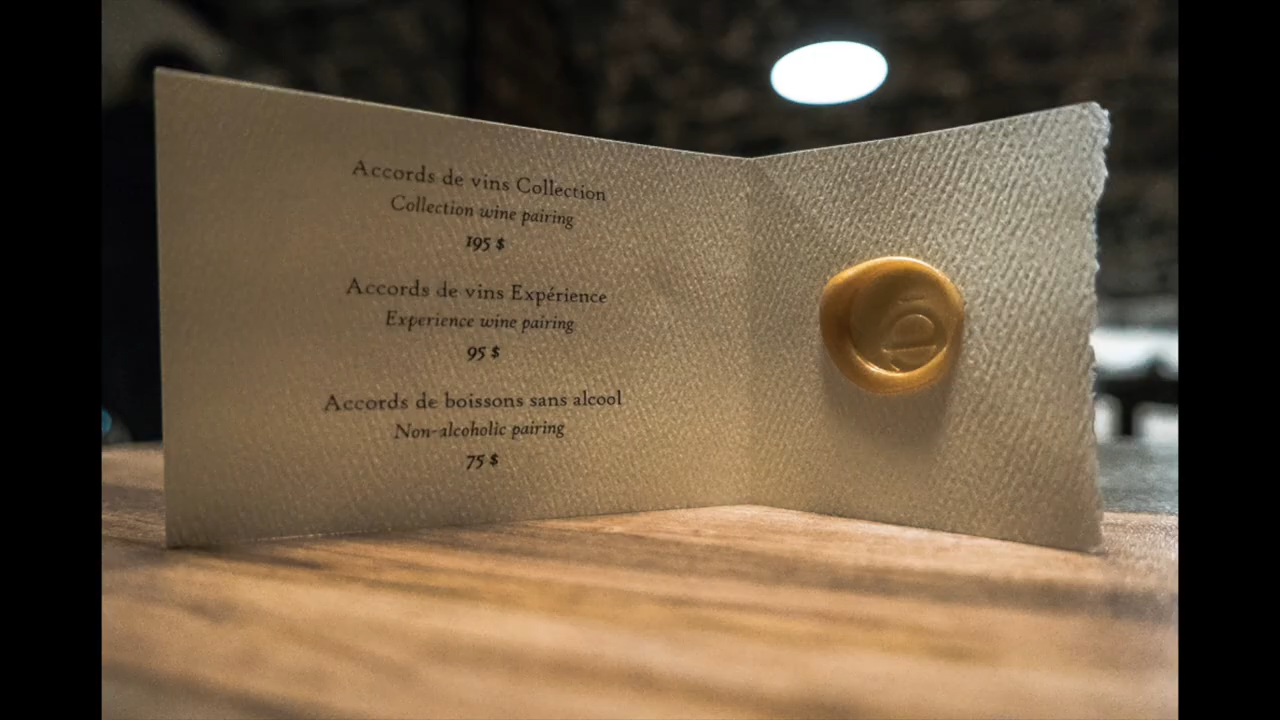 Accords de vins Collection
Collection wine pairing
195 $
Accords de vins Expérience
Experience wine pairing
95 $
Accords de boissons sans alcool
Non-alcoholic pairing
75 $